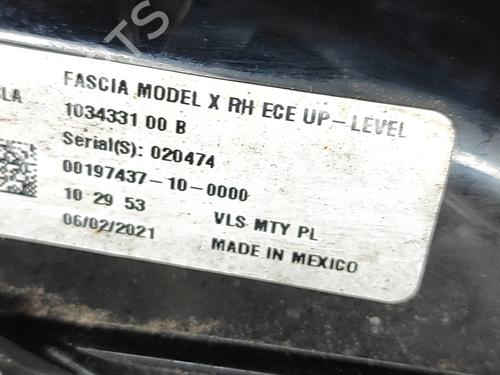 FASCIA MODEL X RH ECE UP-LEVEL
SLA
1034331 00 B
Serial(S): 020474
00197437-10-0000
10 29 53
VLS MTY PL
06/02/2021
MADE IN MEXICO